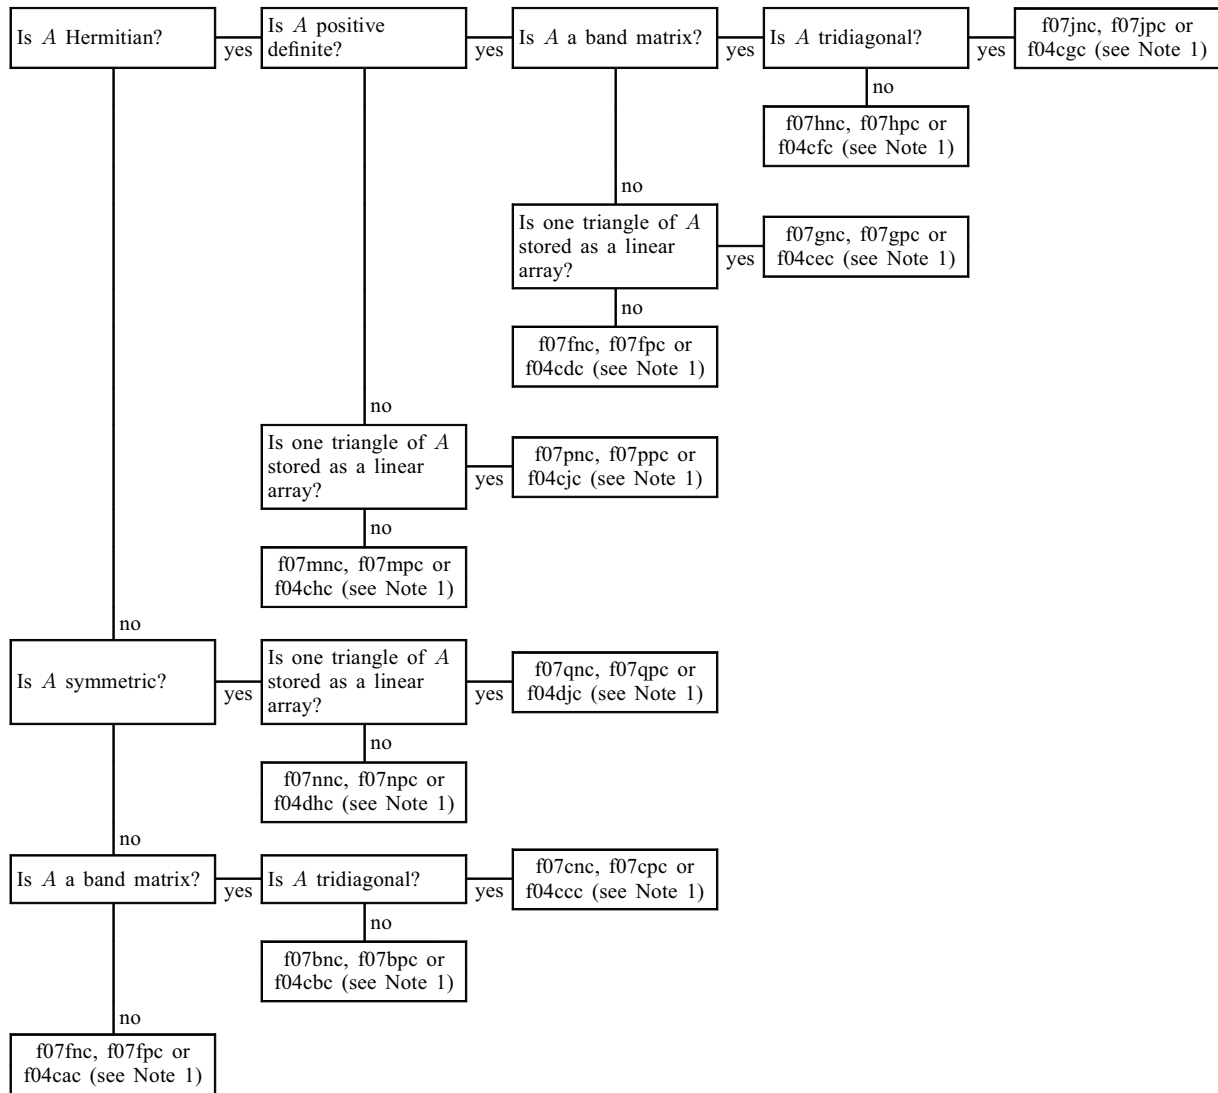 Is A Hermitian?
yes
Is A positive
definite?
yes
Is A a band matrix?
yes
Is A tridiagonal?
yes
f07jnc, f07jpc or
f04cgc (see Note 1)
no
f07hnc, f07hpc or
f04cfc (see Note 1)
no
Is one triangle of A
stored as a linear
array?
yes
f07gnc, f07gpc or
f04cec (see Note 1)
no
f07fnc, f07fpc or
f04cdc (see Note 1)
no
Is one triangle of A
stored as a linear
array?
yes
f07pnc, f07ppc or
f04cjc (see Note 1)
no
f07mnc, f07mpc or
f04chc (see Note 1)
no
Is A symmetric?
yes
Is one triangle of A
stored as a linear
array?
yes
f07qnc, f07qpc or
f04djc (see Note 1)
no
f07nnc, f07npc or
f04dhc (see Note 1)
no
Is A a band matrix?
yes
Is A tridiagonal?
yes
f07cnc, f07cpc or
f04ccc (see Note 1)
no
f07bnc, f07bpc or
f04cbc (see Note 1)
no
f07fnc, f07fpc or
f04cac (see Note 1)